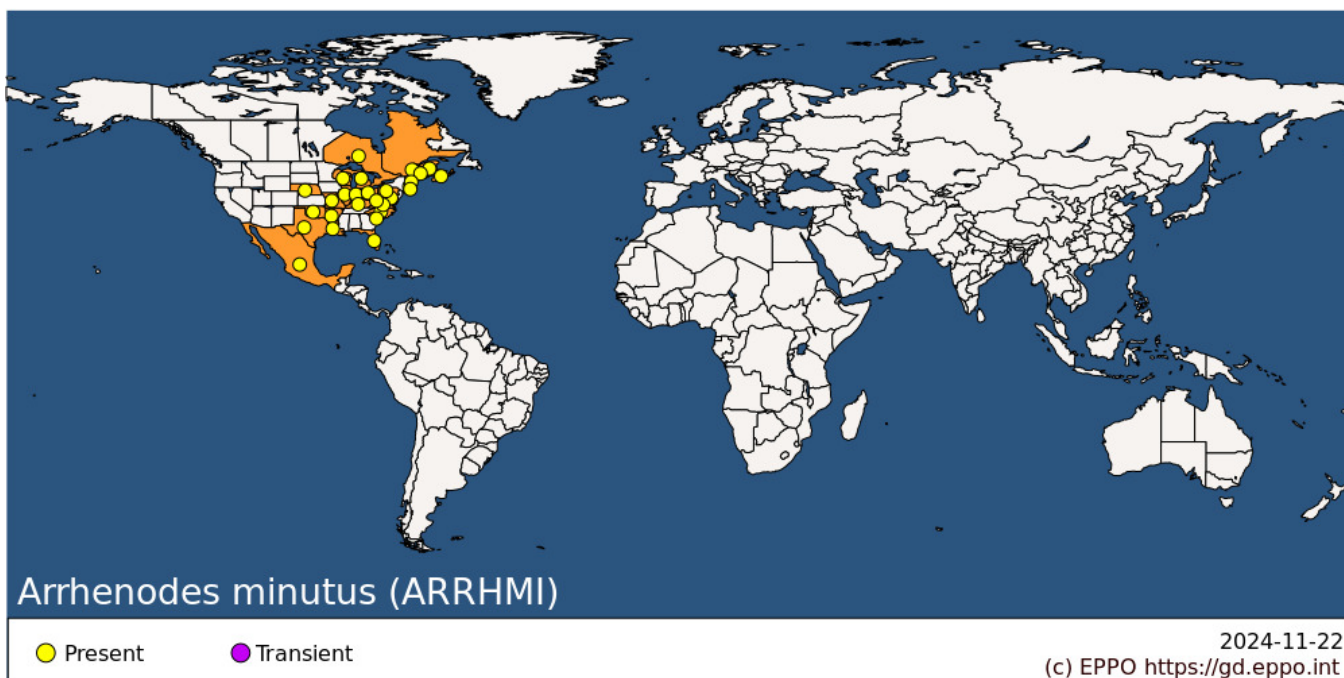 Arrhenodes minutus (ARRHMI)
Present
Transient
2024-11-22
(c) EPPO https://gd.eppo.int